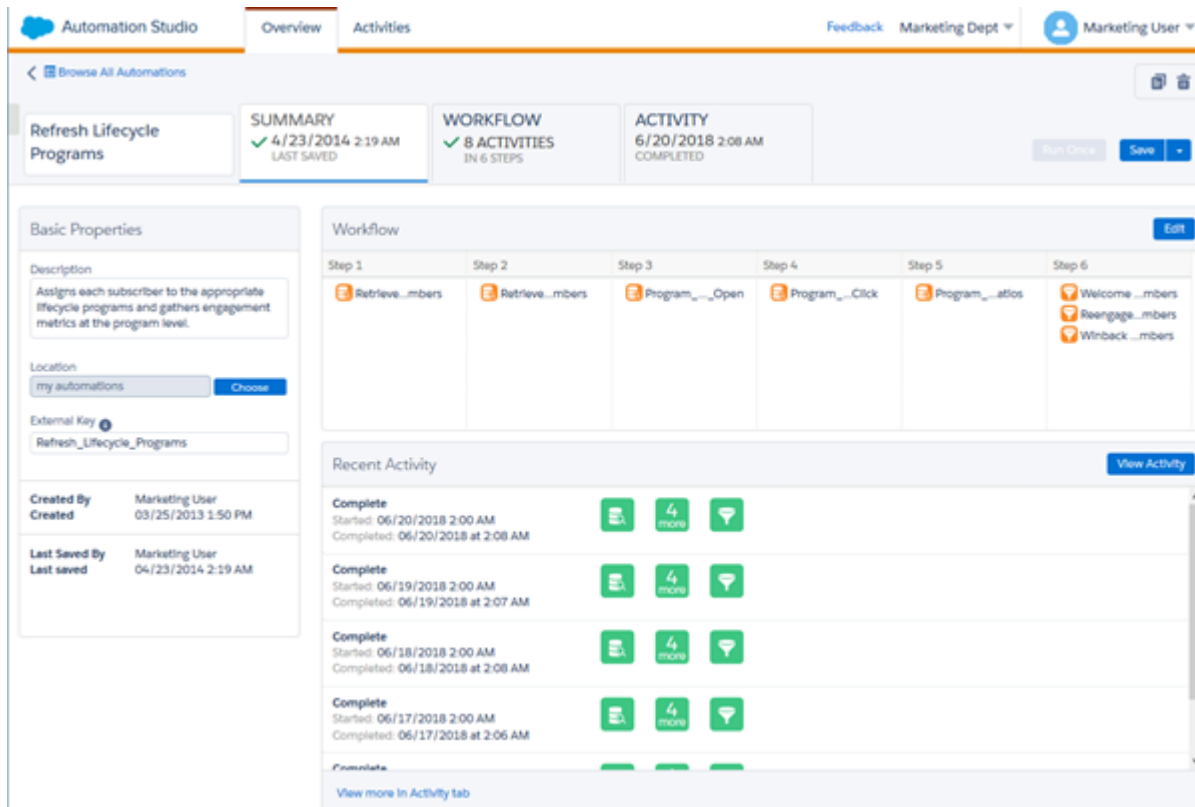 Automation Studio
Overview
Activities
Feedback
Marketing Dept
Marketing User
Browse All Automations
Refresh Lifecycle
Programs
SUMMARY
4/23/2014 2:19 AM
LAST SAVED
WORKFLOW
8 ACTIVITIES
IN 6 STEPS
ACTIVITY
6/20/2018 2:08 AM
COMPLETED
Run Once
Save
Basic Properties
Description
Assigns each subscriber to the appropriate
lifecycle programs and gathers engagement
metrics at the program level.
Location
my automations
Choose
External Key
Refresh_Lifecycle_Programs
Created By Marketing User
Created 03/25/2013 1:50 PM
Last Saved By Marketing User
Last saved 04/23/2014 2:19 AM
Workflow
Edit
Step 1 Step 2 Step 3 Step 4 Step 5 Step 6
Retrieve...mbers Retrieve...mbers Program_..._Open Program_...Click Program_...atios Welcome ...mbers
Reengage...mbers
Winback ...mbers
Recent Activity
View Activity
Complete
Started: 06/20/2018 2:00 AM
Completed: 06/20/2018 at 2:08 AM
4
more
Complete
Started: 06/19/2018 2:00 AM
Completed: 06/19/2018 at 2:07 AM
4
more
Complete
Started: 06/18/2018 2:00 AM
Completed: 06/18/2018 at 2:08 AM
4
more
Complete
Started: 06/17/2018 2:00 AM
Completed: 06/17/2018 at 2:06 AM
4
more
Complete
View more in Activity tab